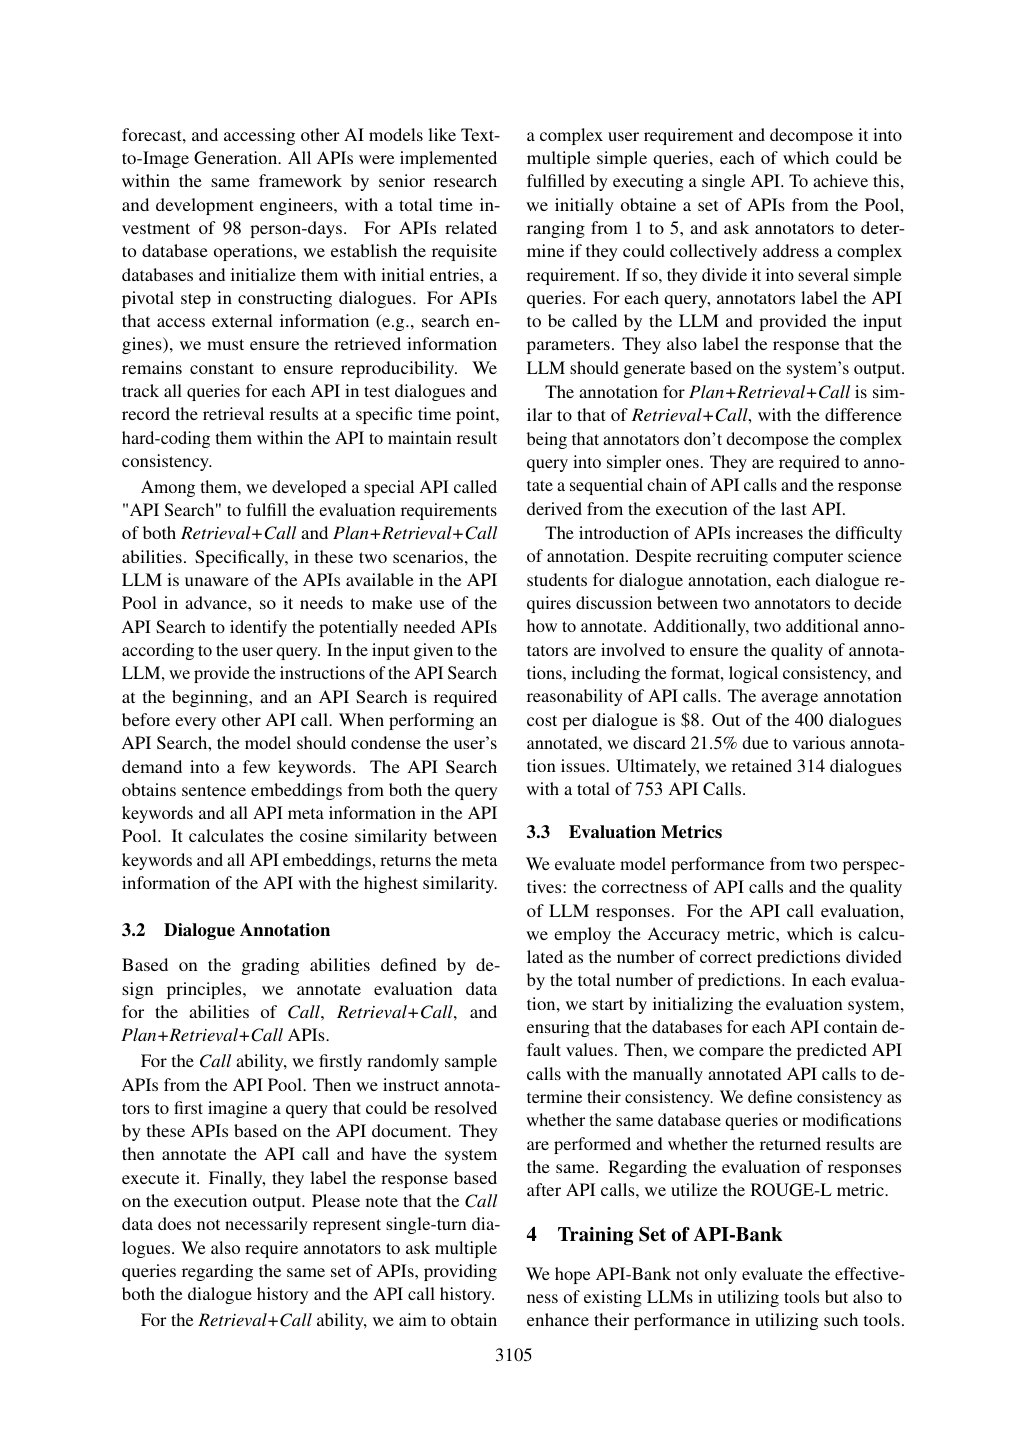 forecast, and accessing other AI models like Text-
to-Image Generation. All APIs were implemented
within the same framework by senior research
and development engineers, with a total time in-
vestment of 98 person-days. For APIs related
to database operations, we establish the requisite
databases and initialize them with initial entries, a
pivotal step in constructing dialogues. For APIs
that access external information (e.g., search en-
gines), we must ensure the retrieved information
remains constant to ensure reproducibility. We
track all queries for each API in test dialogues and
record the retrieval results at a specific time point,
hard-coding them within the API to maintain result
consistency.
Among them, we developed a special API called
"API Search" to fulfill the evaluation requirements
of both Retrieval+Call and Plan+Retrieval+Call
abilities. Specifically, in these two scenarios, the
LLM is unaware of the APIs available in the API
Pool in advance, so it needs to make use of the
API Search to identify the potentially needed APIs
according to the user query. In the input given to the
LLM, we provide the instructions of the API Search
at the beginning, and an API Search is required
before every other API call. When performing an
API Search, the model should condense the user's
demand into a few keywords. The API Search
obtains sentence embeddings from both the query
keywords and all API meta information in the API
Pool. It calculates the cosine similarity between
keywords and all API embeddings, returns the meta
information of the API with the highest similarity.
3.2 Dialogue Annotation
Based on the grading abilities defined by de-
sign principles, we annotate evaluation data
for the abilities of Call, Retrieval+Call, and
Plan+Retrieval+Call APIs.
For the Call ability, we firstly randomly sample
APIs from the API Pool. Then we instruct annota-
tors to first imagine a query that could be resolved
by these APIs based on the API document. They
then annotate the API call and have the system
execute it. Finally, they label the response based
on the execution output. Please note that the Call
data does not necessarily represent single-turn dia-
logues. We also require annotators to ask multiple
queries regarding the same set of APIs, providing
both the dialogue history and the API call history.
For the Retrieval+Call ability, we aim to obtain
a complex user requirement and decompose it into
multiple simple queries, each of which could be
fulfilled by executing a single API. To achieve this,
we initially obtaine a set of APIs from the Pool,
ranging from 1 to 5, and ask annotators to deter-
mine if they could collectively address a complex
requirement. If so, they divide it into several simple
queries. For each query, annotators label the API
to be called by the LLM and provided the input
parameters. They also label the response that the
LLM should generate based on the system's output.
The annotation for Plan+Retrieval+Call is sim-
ilar to that of Retrieval+Call, with the difference
being that annotators don't decompose the complex
query into simpler ones. They are required to anno-
tate a sequential chain of API calls and the response
derived from the execution of the last API.
The introduction of APIs increases the difficulty
of annotation. Despite recruiting computer science
students for dialogue annotation, each dialogue re-
quires discussion between two annotators to decide
how to annotate. Additionally, two additional anno-
tators are involved to ensure the quality of annota-
tions, including the format, logical consistency, and
reasonability of API calls. The average annotation
cost per dialogue is $8. Out of the 400 dialogues
annotated, we discard 21.5% due to various annota-
tion issues. Ultimately, we retained 314 dialogues
with a total of 753 API Calls.
3.3 Evaluation Metrics
We evaluate model performance from two perspec-
tives: the correctness of API calls and the quality
of LLM responses. For the API call evaluation,
we employ the Accuracy metric, which is calcu-
lated as the number of correct predictions divided
by the total number of predictions. In each evalua-
tion, we start by initializing the evaluation system,
ensuring that the databases for each API contain de-
fault values. Then, we compare the predicted API
calls with the manually annotated API calls to de-
termine their consistency. We define consistency as
whether the same database queries or modifications
are performed and whether the returned results are
the same. Regarding the evaluation of responses
after API calls, we utilize the ROUGE-L metric.
4 Training Set of API-Bank
We hope API-Bank not only evaluate the effective-
ness of existing LLMs in utilizing tools but also to
enhance their performance in utilizing such tools.
3105